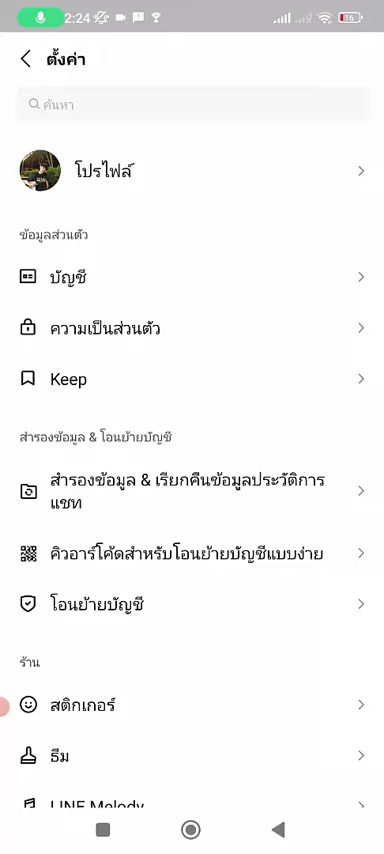 2:24
16
ตั้งค่า
ค้นหา
โปรไฟล์
ข้อมูลส่วนตัว
บัญชี
ความเป็นส่วนตัว
Keep
สำรองข้อมูล & โอนย้ายบัญชี
สำรองข้อมูล & เรียกคืนข้อมูลประวัติการ
แชท
คิวอาร์โค้ดสำหรับโอนย้ายบัญชีแบบง่าย
โอนย้ายบัญชี
ร้าน
สติกเกอร์
ธีม
LINE Melody